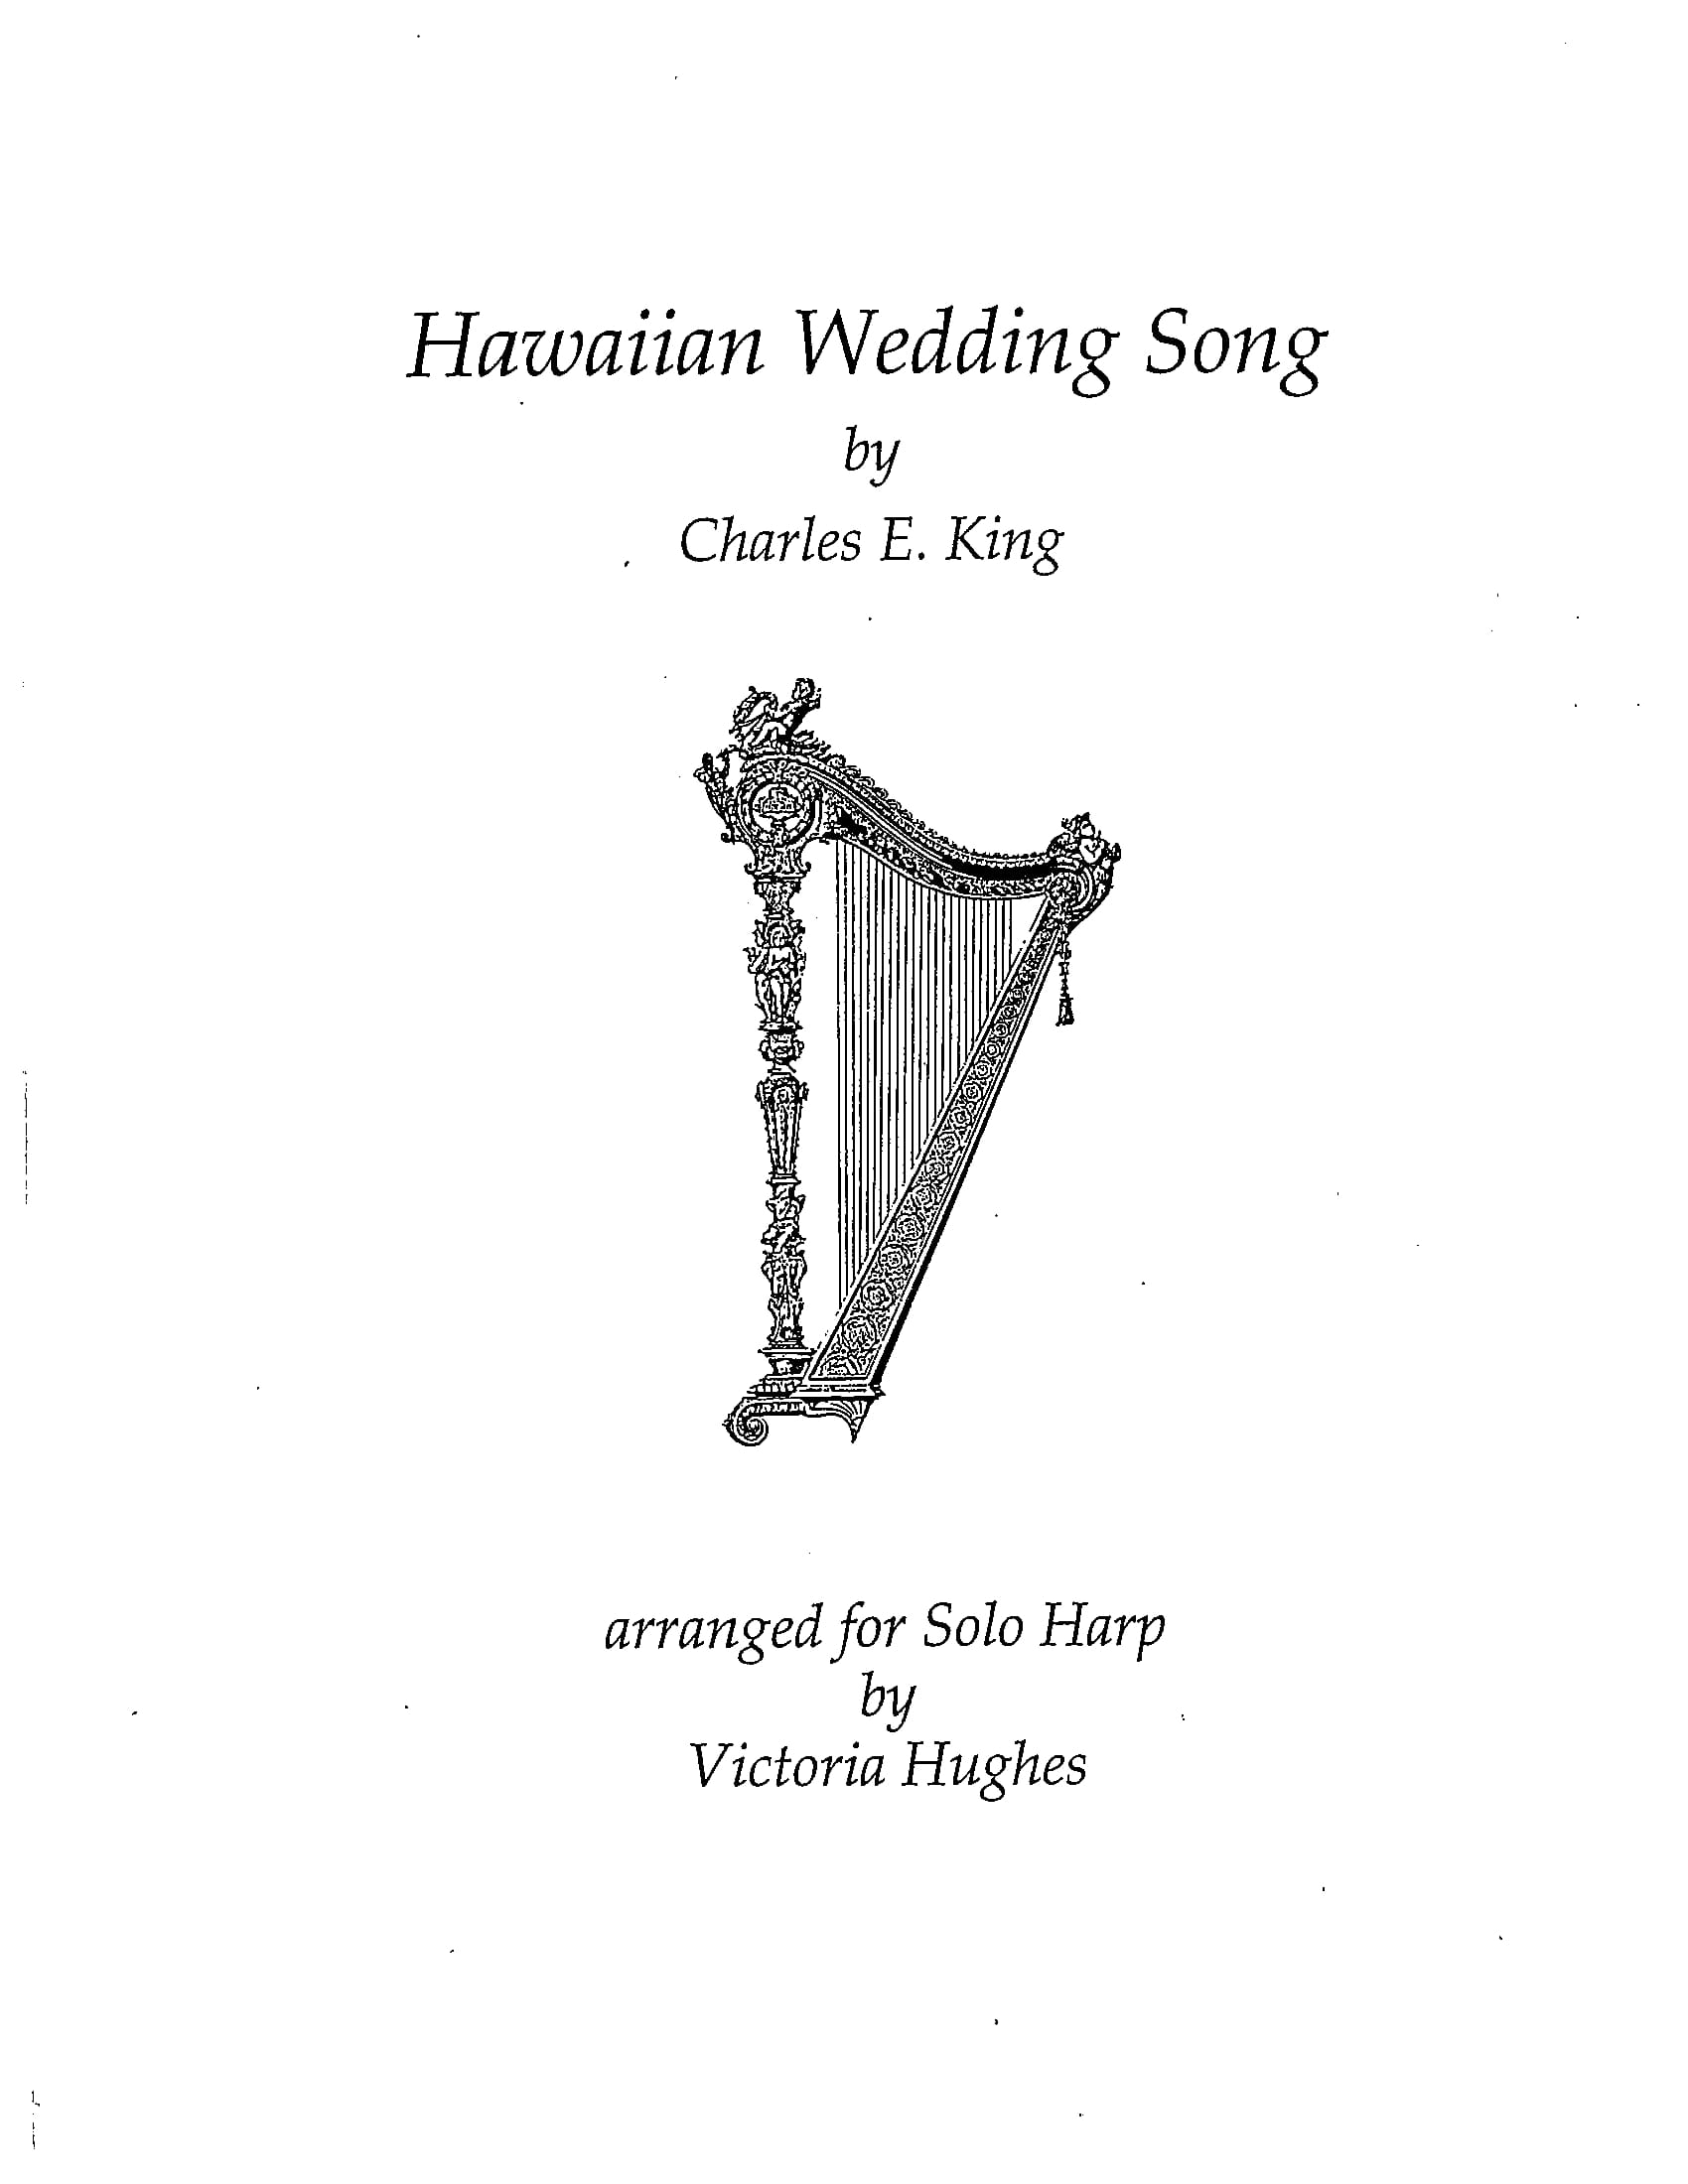 Hawaiian Wedding Song
by
Charles E. King
arranged for Solo Harp
by
Victoria Hughes